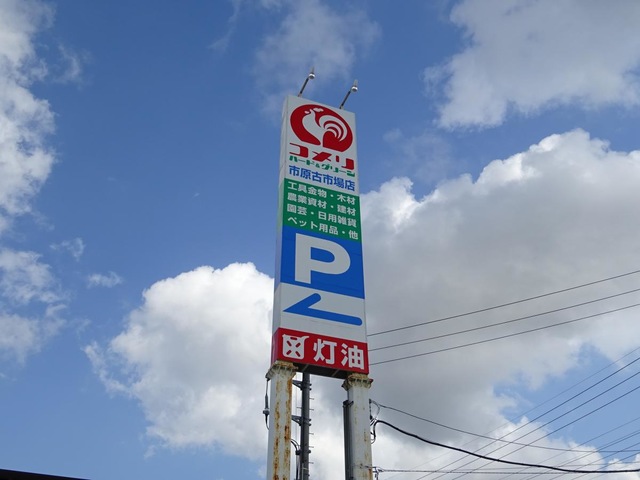 コメリ
ハード&グリーン
市原古市場店
工具金物・木材
農業資材・建材
園芸・日用雑貨
ペット用品・他
P
灯油